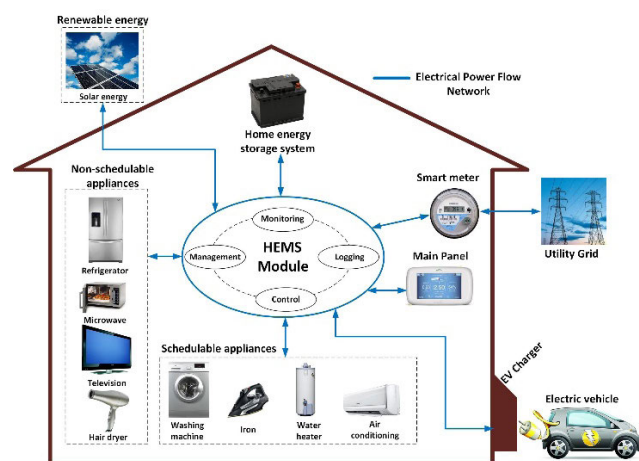 Renewable energy
Solar energy
Electrical Power Flow
Network
Home energy
storage system
Non-schedulable
appliances
Smart meter
Monitoring
HEMS
Module
Management
Logging
Control
Utility Grid
Main Panel
Refrigerator
Microwave
Television
Hair dryer
Schedulable appliances
Washing
machine
Iron
Water
heater
Air
conditioning
EV Charger
Electric vehicle